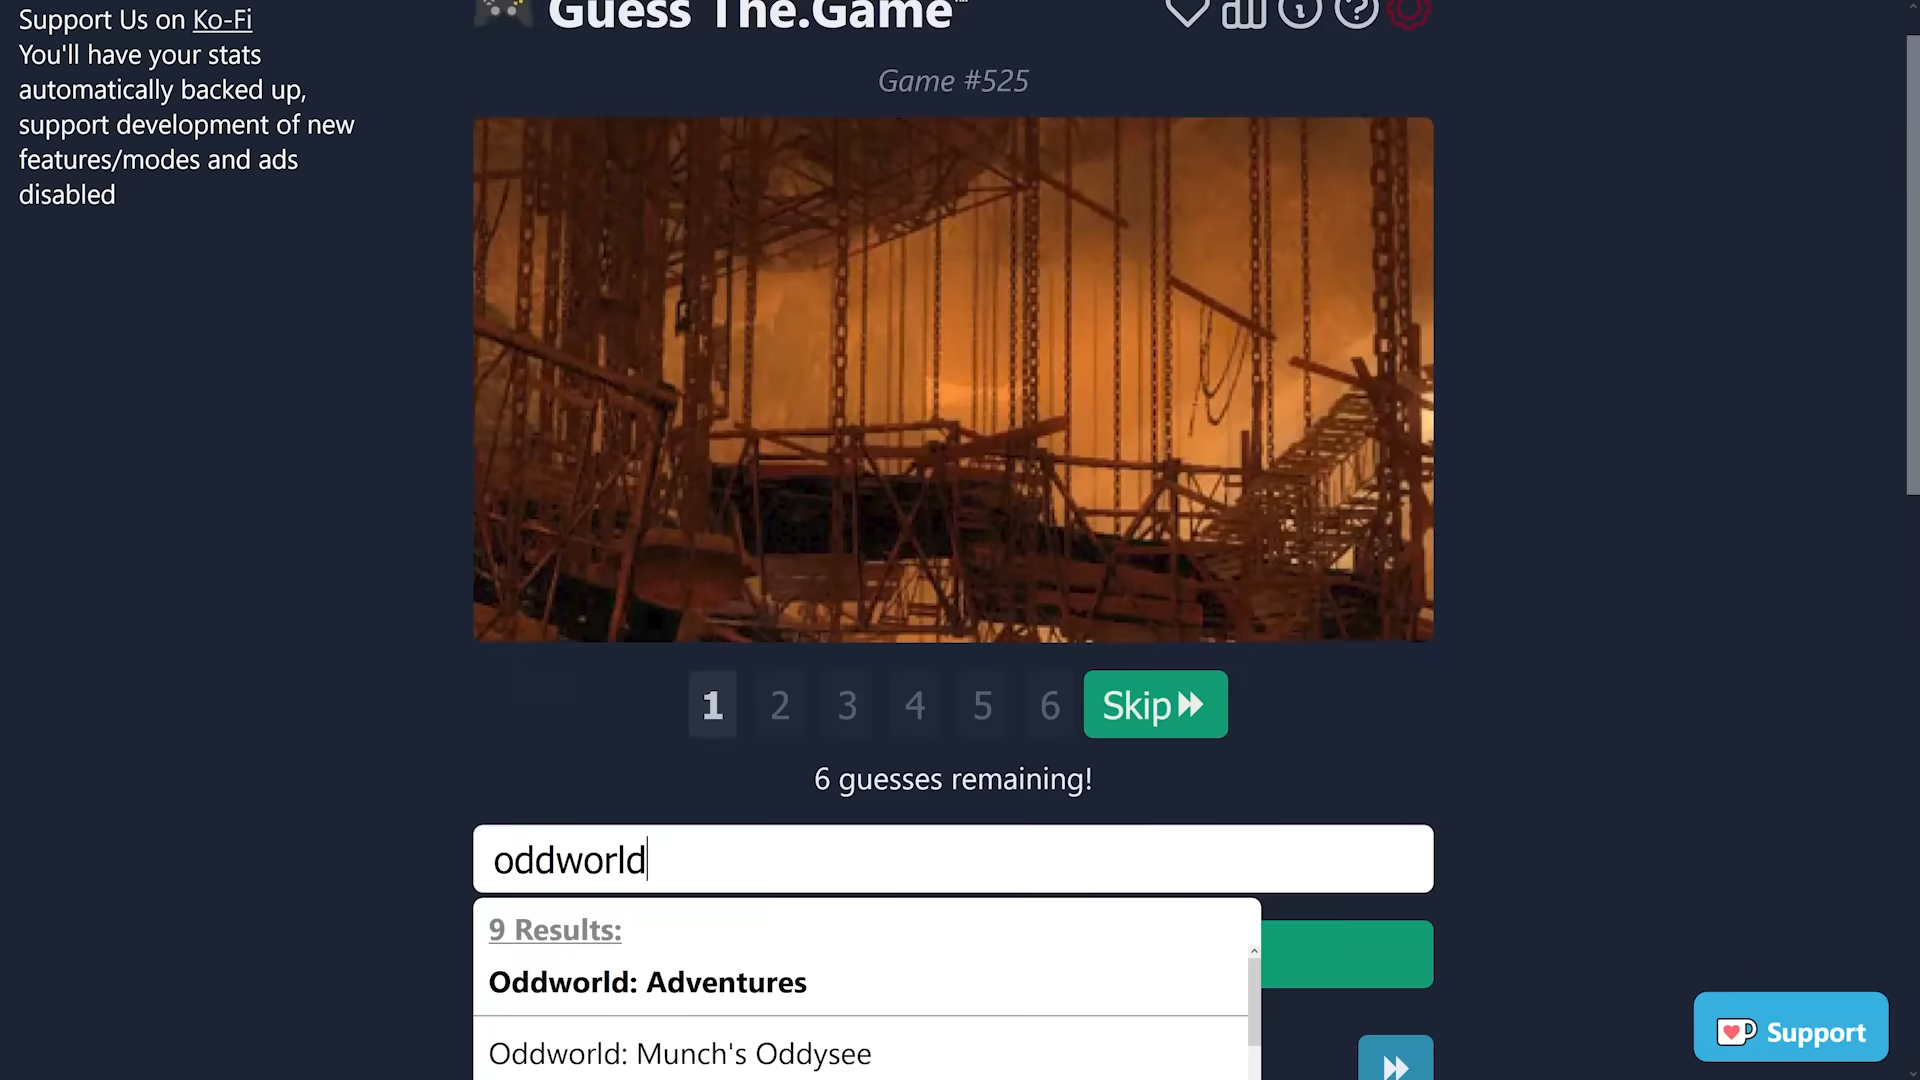 Support Us on Ko-Fi
You'll have your stats
automatically backed up,
support development of new
features/modes and ads
disabled
Guess The.Game™
Game #525
1 2 3 4 5 6 Skip
6 guesses remaining!
oddworld
9 Results:
Oddworld: Adventures
Oddworld: Munch's Oddysee
Support